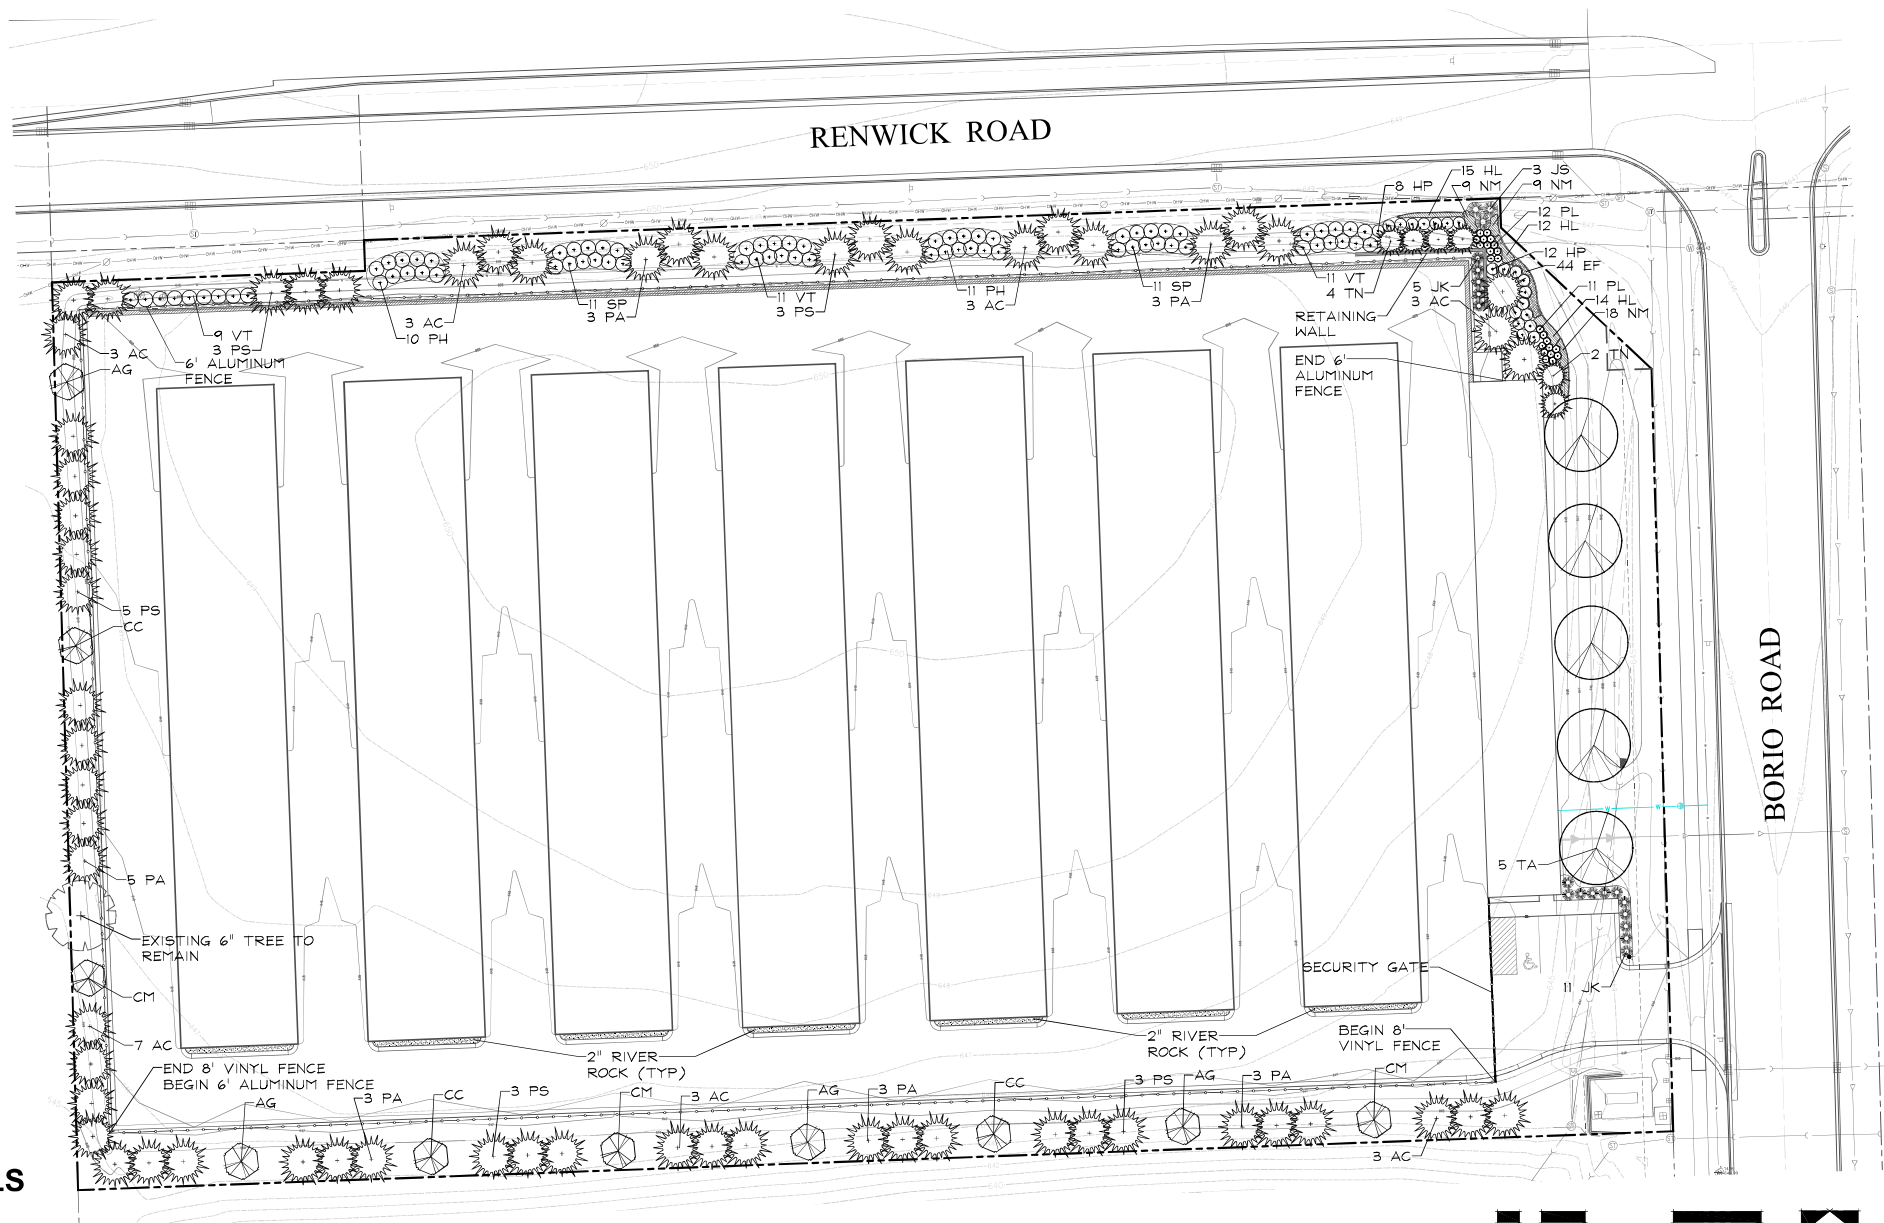 RENWICK ROAD
15 HL
3 JS
8 HP
9 NM
9 NM
12 PL
12 HL
12 HP
44 EF
11 PL
14 HL
18 NM
2 TN
5 JK
3 AC
11 VT
4 TN
RETAINING
WALL
END 6'
ALUMINUM
FENCE
11 SP
3 PA
11 PH
3 AC
11 VT
3 PS
11 SP
3 PA
3 AC
10 PH
9 VT
3 PS
6' ALUMINUM
FENCE
3 AC
AG
5 PS
CC
5 PA
EXISTING 6" TREE TO
REMAIN
CM
7 AC
END 8' VINYL FENCE
BEGIN 6' ALUMINUM FENCE
AG
3 PA
CC
3 PS
2" RIVER
ROCK (TYP)
CM
3 AC
AG
3 PA
CC
3 PS
AG
3 PA
CM
3 AC
2" RIVER
ROCK (TYP)
BEGIN 8'
VINYL FENCE
SECURITY GATE
11 JK
5 TA
BORIO ROAD
LS